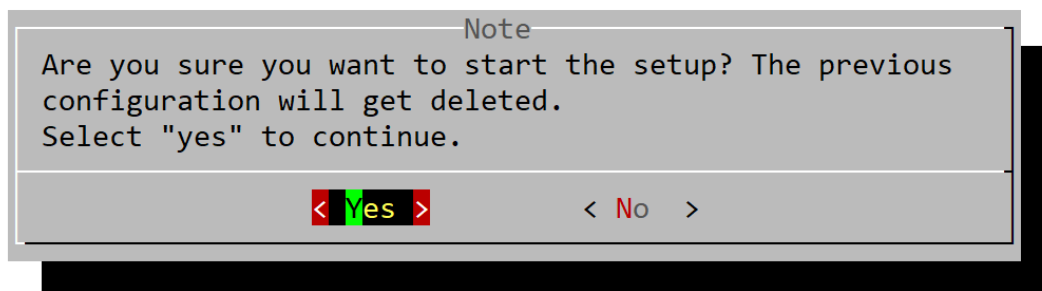 Note
Are you sure you want to start the setup? The previous
configuration will get deleted.
Select "yes" to continue.
< Yes > < No >